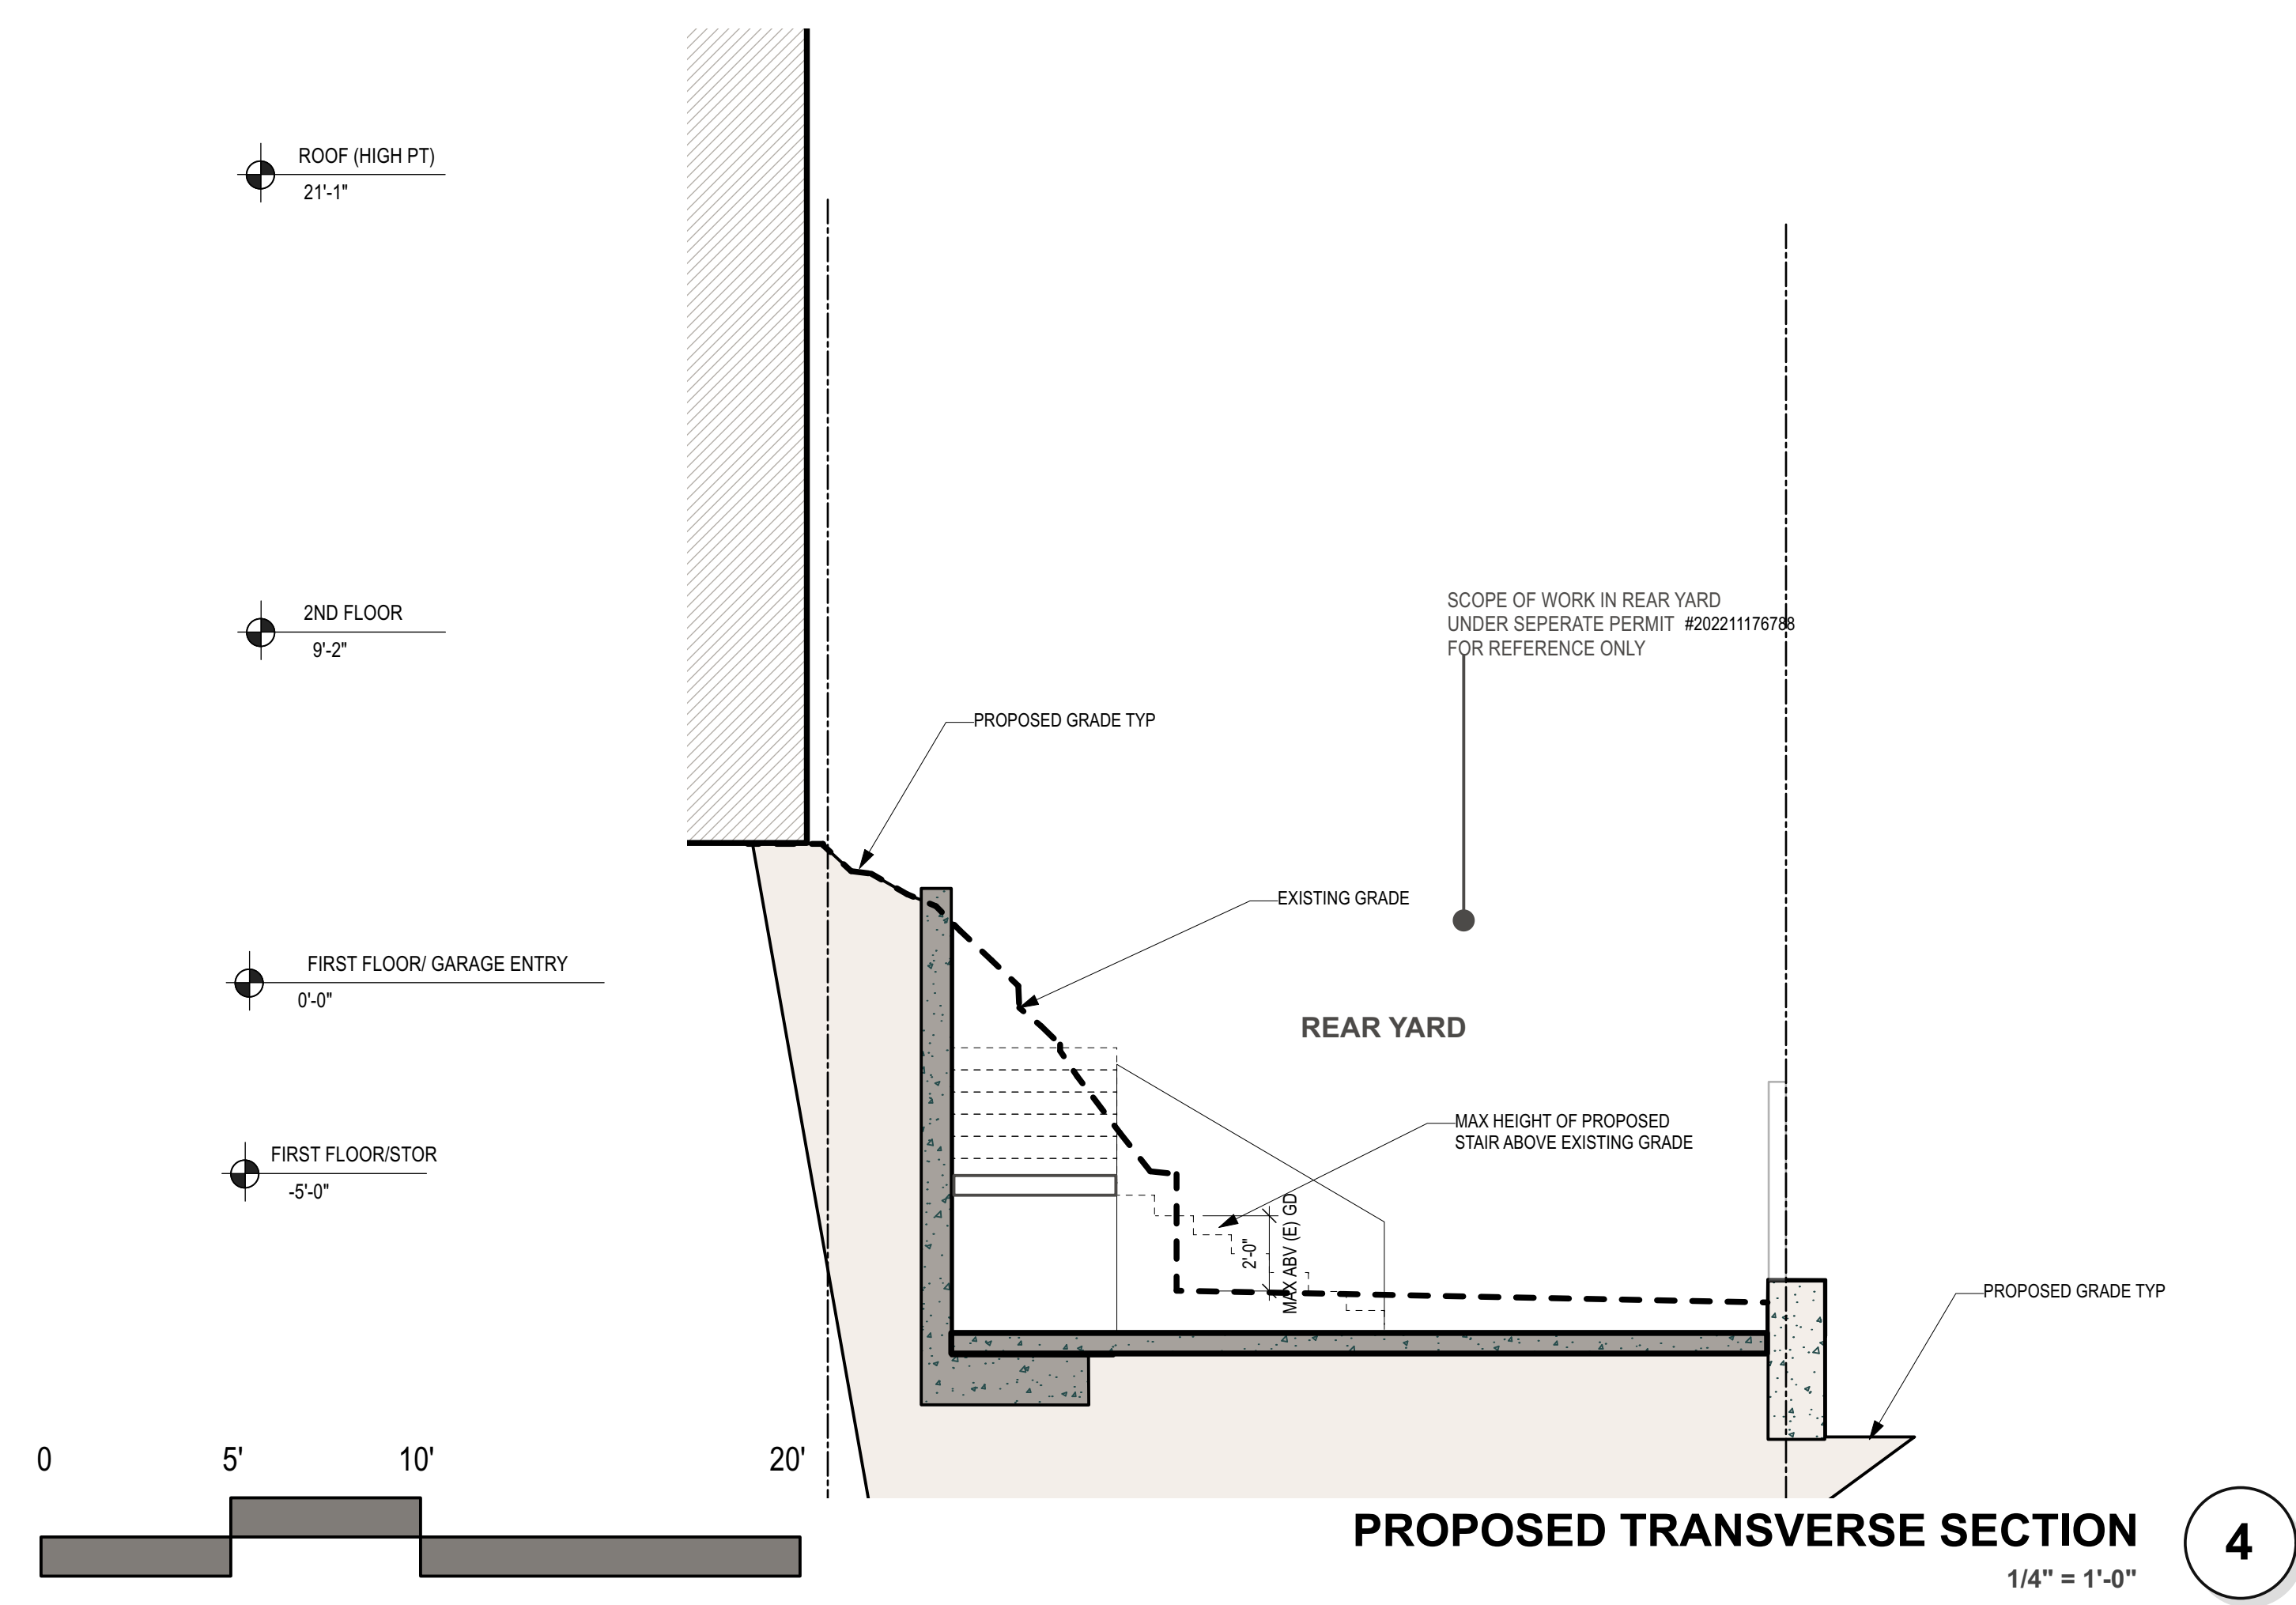 ROOF (HIGH PT)
21'-1"
2ND FLOOR
9'-2"
SCOPE OF WORK IN REAR YARD
UNDER SEPERATE PERMIT #202211176788
FOR REFERENCE ONLY
PROPOSED GRADE TYP
EXISTING GRADE
FIRST FLOOR/ GARAGE ENTRY
0'-0"
REAR YARD
MAX HEIGHT OF PROPOSED
STAIR ABOVE EXISTING GRADE
FIRST FLOOR/STOR
-5'-0"
2'-0"
MAX ABV (E) GD
PROPOSED GRADE TYP
0 5' 10' 20'
PROPOSED TRANSVERSE SECTION
1/4" = 1'-0"
4